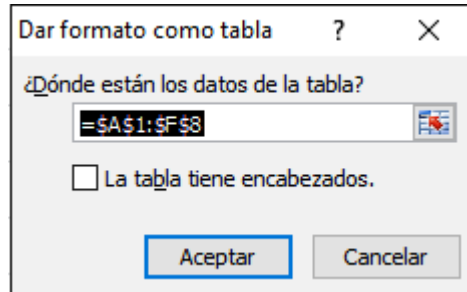 Dar formato como tabla ?
¿Dónde están los datos de la tabla?
=$A$1:$F$8
La tabla tiene encabezados.
Aceptar Cancelar